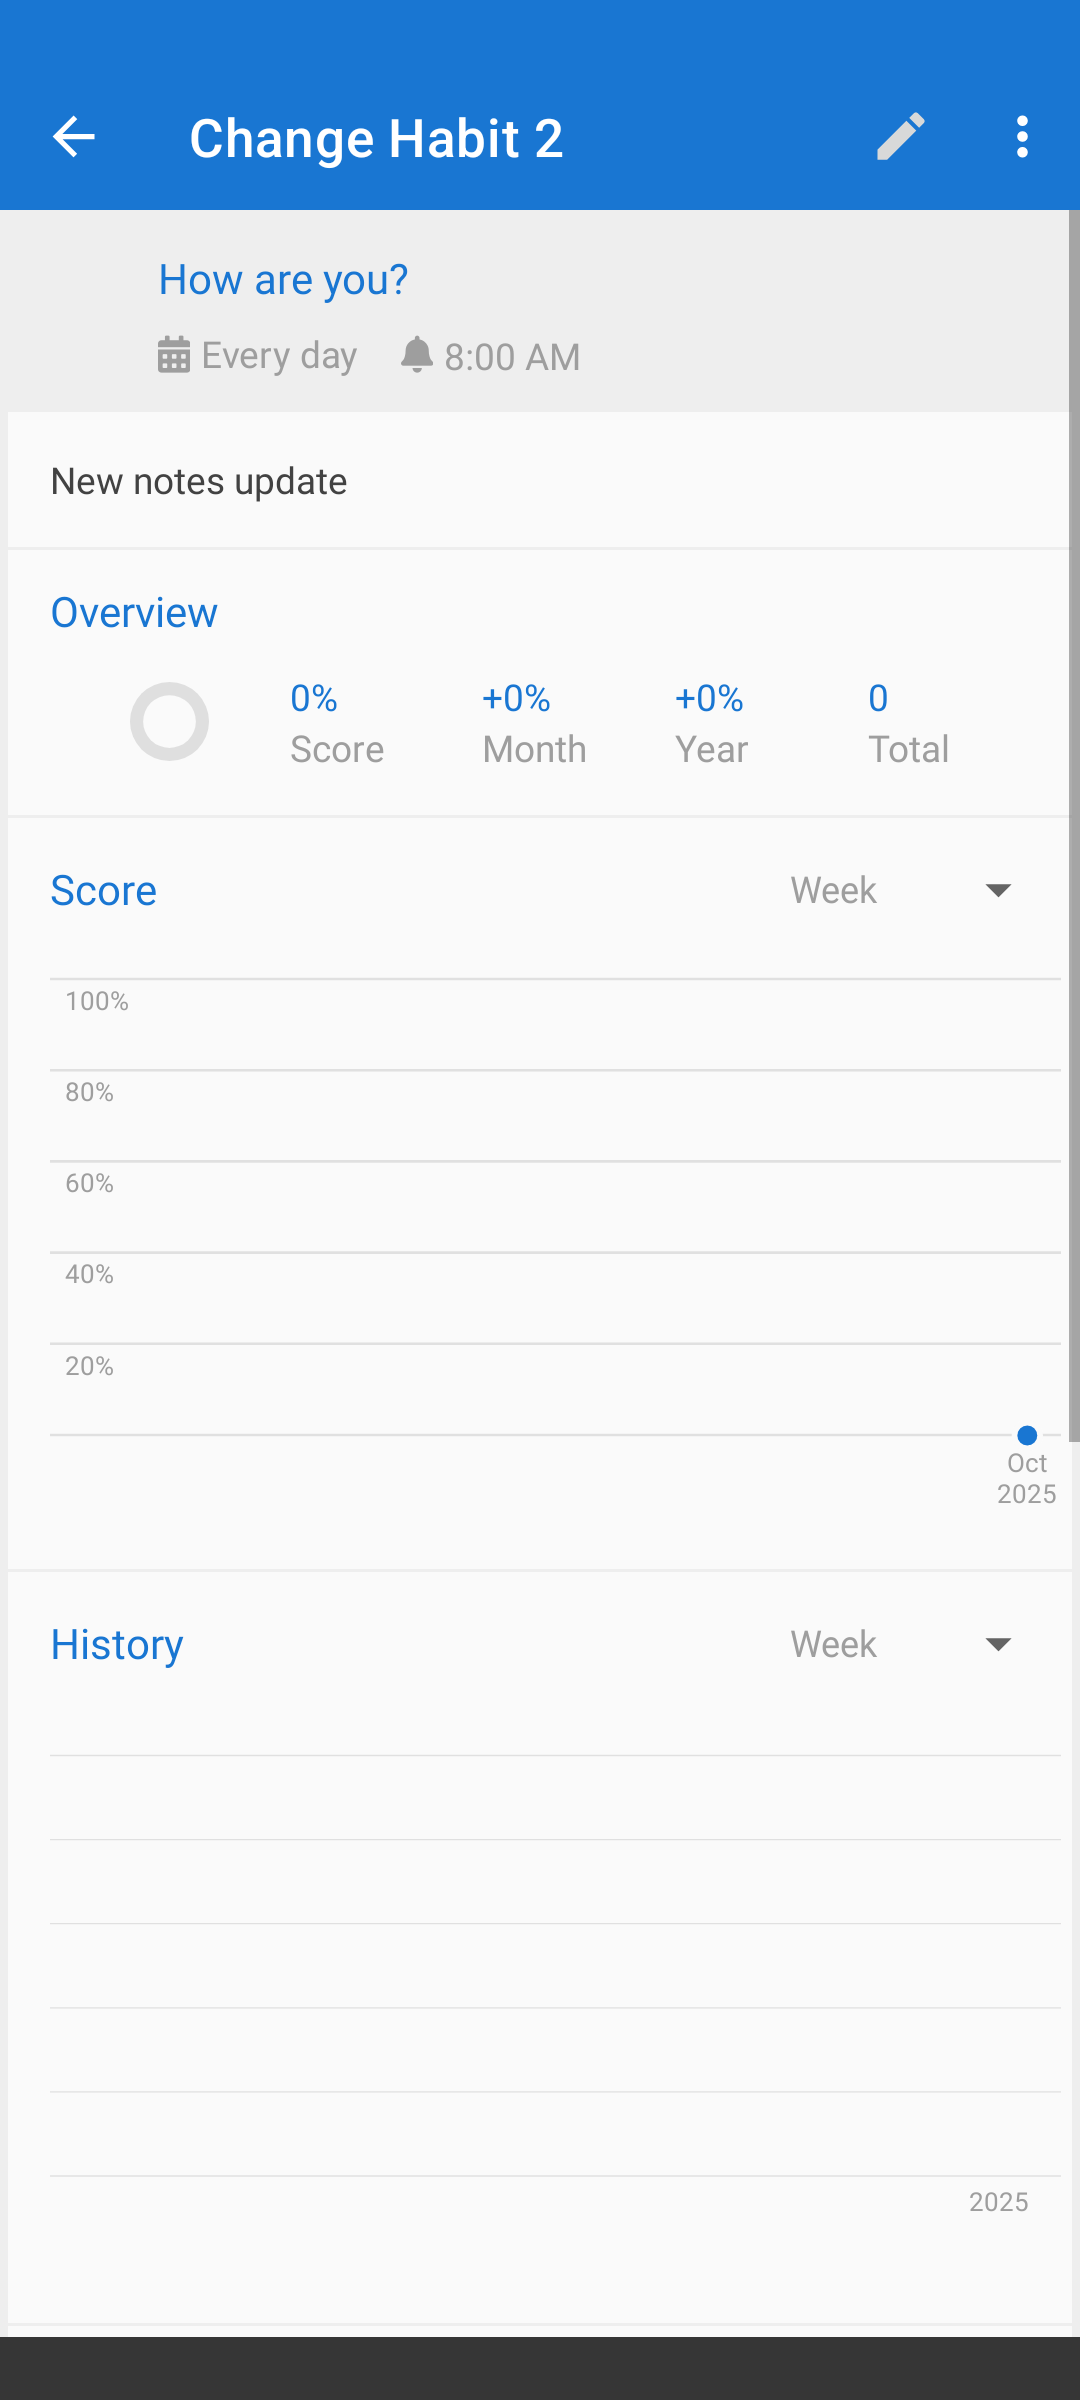 Change Habit 2
How are you?
Every day 8:00 AM
New notes update
Overview
0% +0% +0% 0
Score Month Year Total
Score Week
100%
80%
60%
40%
20%
Oct
2025
History Week
2025